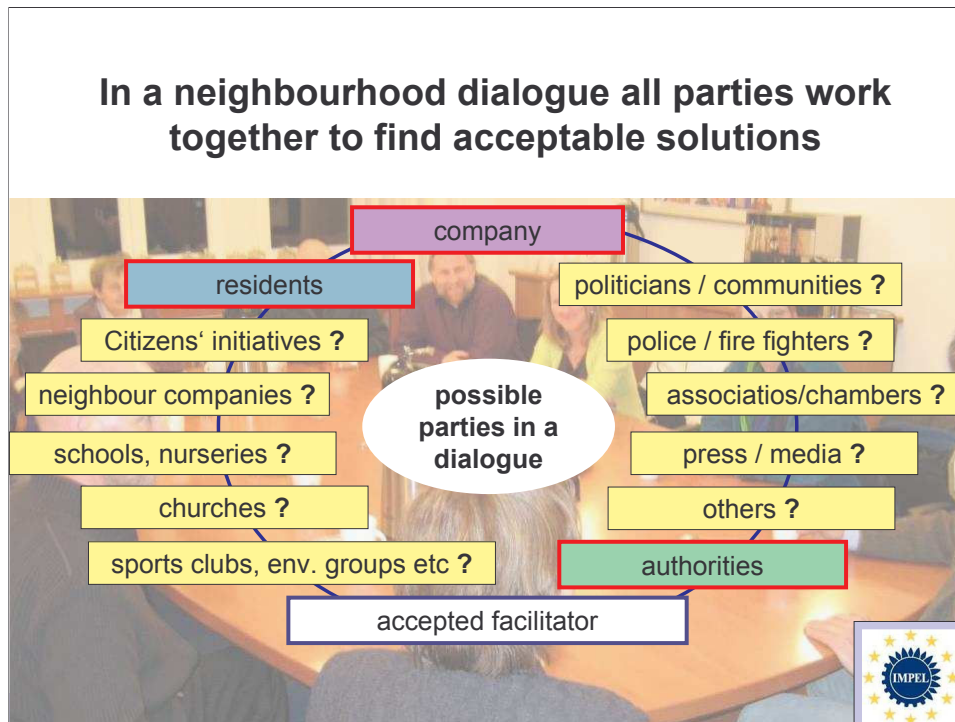 In a neighbourhood dialogue all parties work
together to find acceptable solutions
company
residents
politicians / communities ?
Citizens‘ initiatives ?
police / fire fighters ?
neighbour companies ?
possible
parties in a
dialogue
associatios/chambers ?
schools, nurseries ?
press / media ?
churches ?
others ?
sports clubs, env. groups etc ?
authorities
accepted facilitator
IMPEL